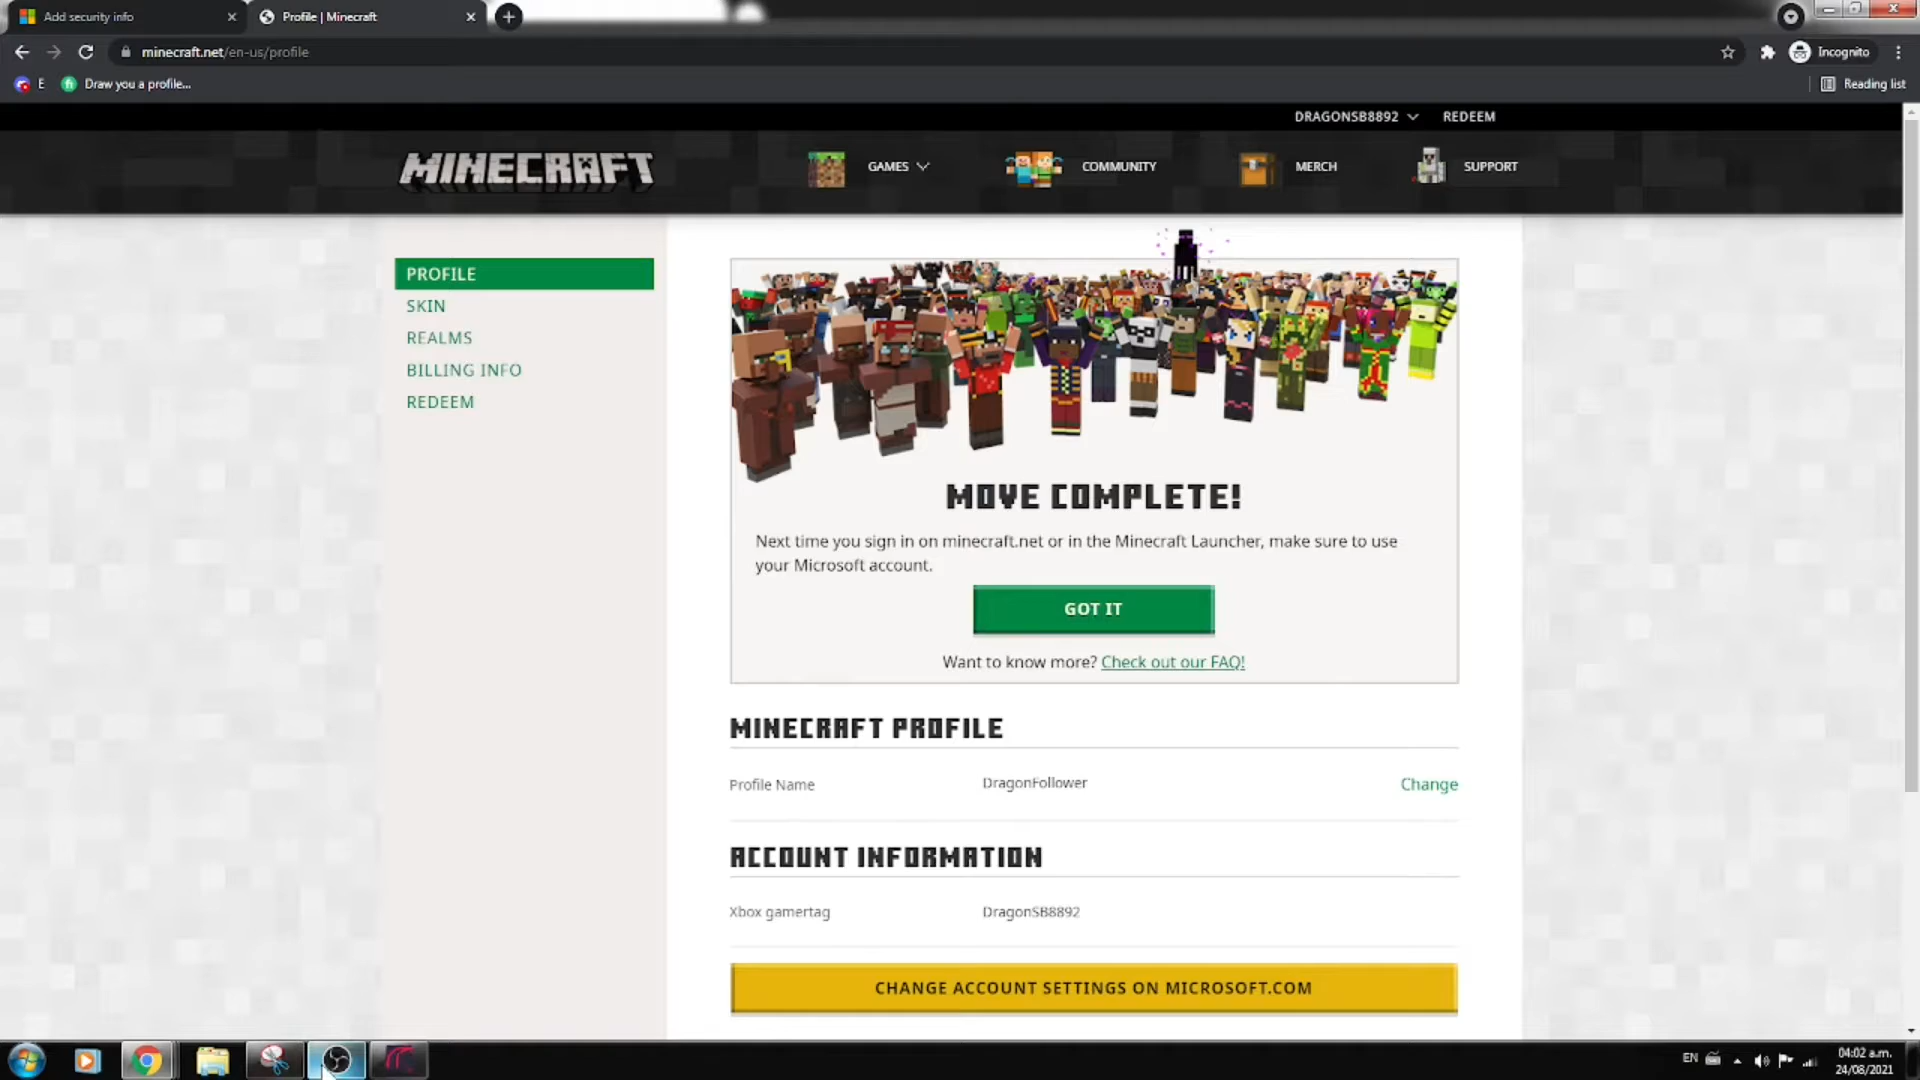 Add security info
Profile | Minecraft
minecraft.net/en-us/profile
Incognito
E
Draw you a profile...
Reading list
DRAGONSB8892
REDEEM
MINECRAFT
GAMES
COMMUNITY
MERCH
SUPPORT
PROFILE
SKIN
REALMS
BILLING INFO
REDEEM
MOVE COMPLETE!
Next time you sign in on minecraft.net or in the Minecraft Launcher, make sure to use
your Microsoft account.
GOT IT
Want to know more? Check out our FAQ!
MINECRAFT PROFILE
Profile Name
DragonFollower
Change
ACCOUNT INFORMATION
Xbox gamertag
DragonSB8892
CHANGE ACCOUNT SETTINGS ON MICROSOFT.COM
EN
04:02 a.m.
24/08/2021